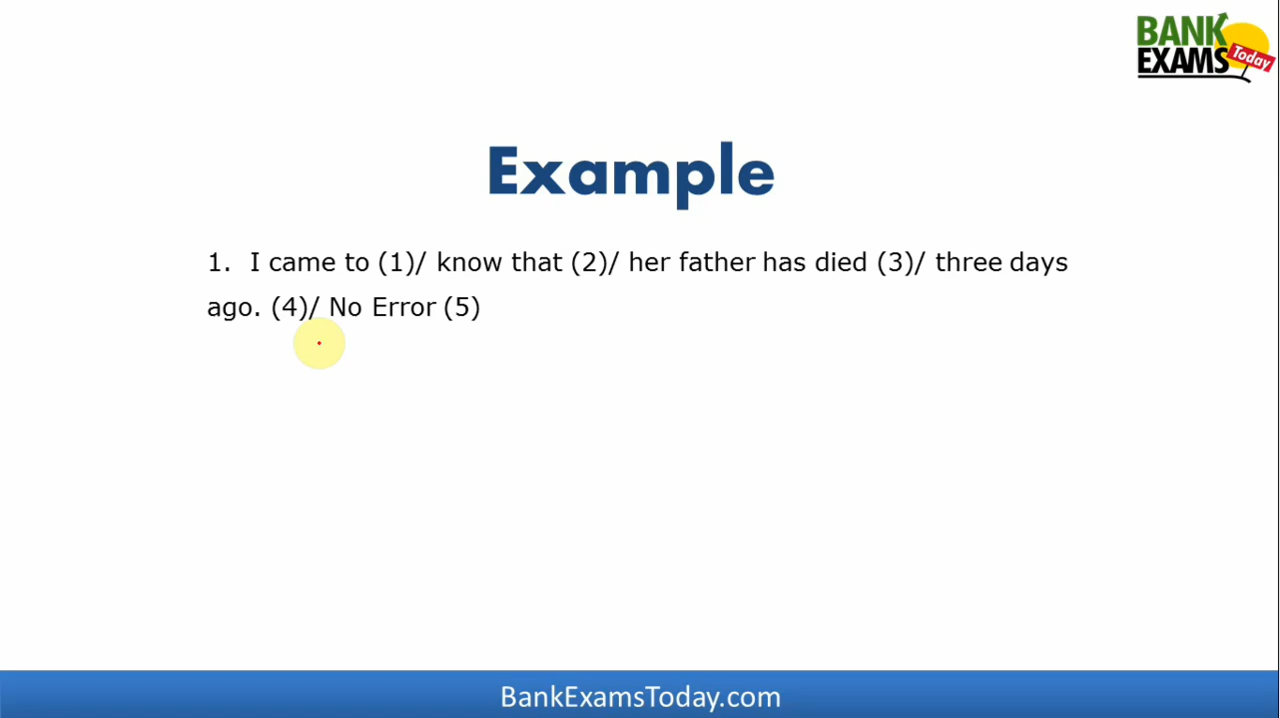 BANK
EXAMS Today
Example
1. I came to (1)/ know that (2)/ her father has died (3)/ three days
ago. (4)/ No Error (5)
BankExamsToday.com